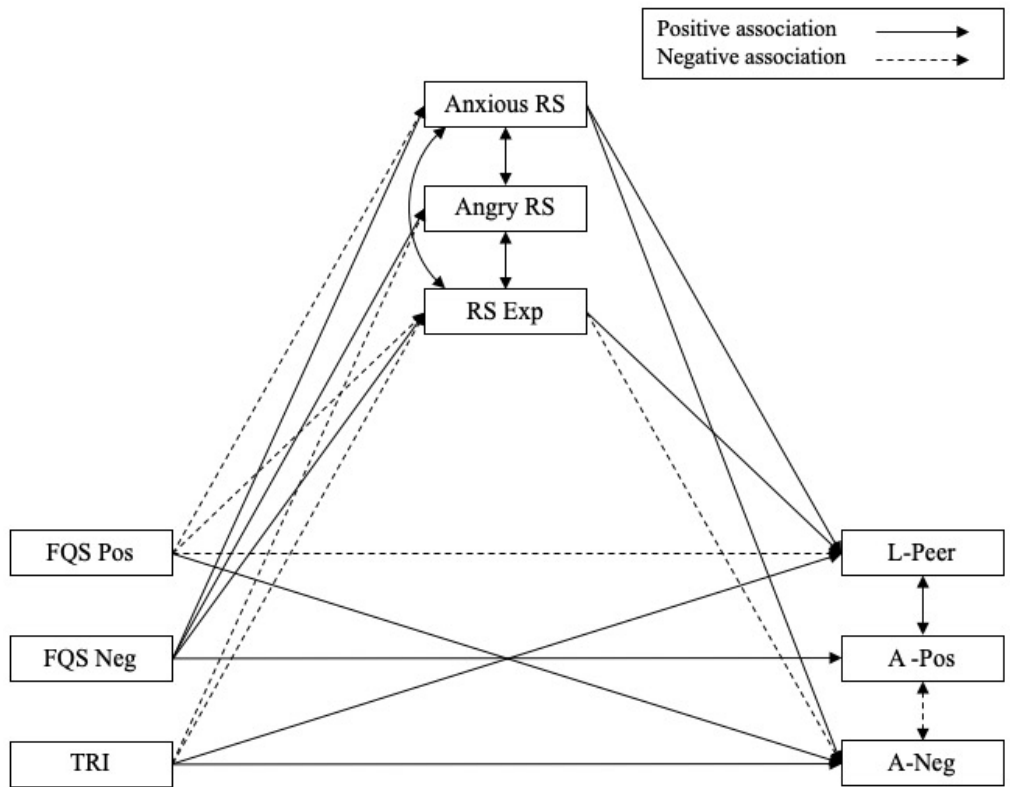 Positive association
Negative association
Anxious RS
Angry RS
RS Exp
FQS Pos
L-Peer
FQS Neg
A -Pos
TRI
A-Neg